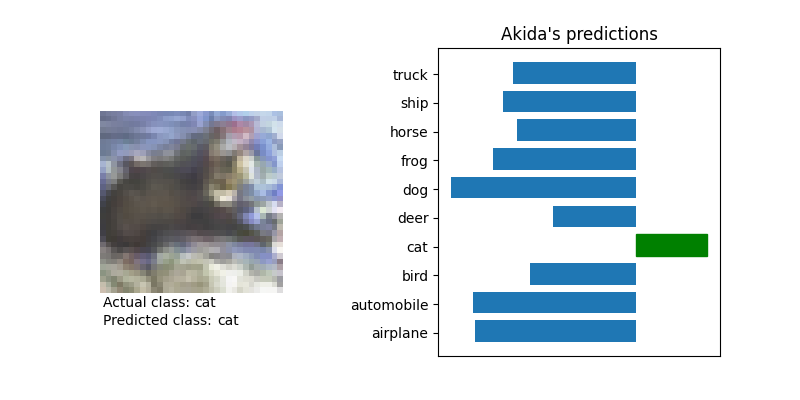 Akida's predictions
truck
ship
horse
frog
dog
deer
cat
bird
automobile
airplane
Actual class: cat
Predicted class: cat